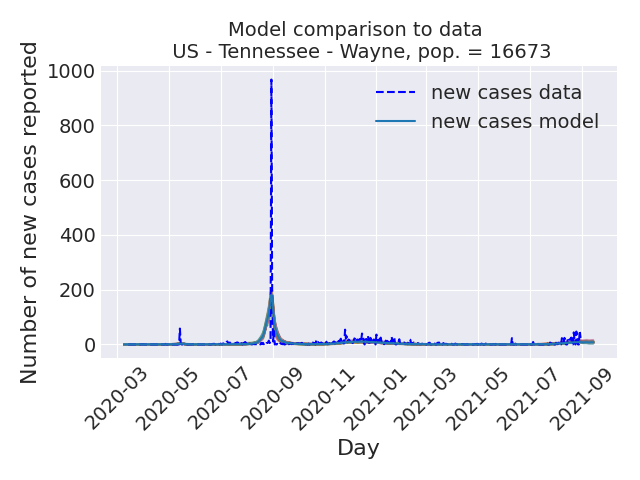 Model comparison to data
US - Tennessee - Wayne, pop. = 16673
Number of new cases reported
1000
800
600
400
200
0
new cases data
new cases model
2020-03
2020-05
2020-07
2020-09
2020-11
2021-01
2021-03
2021-05
2021-07
2021-09
Day